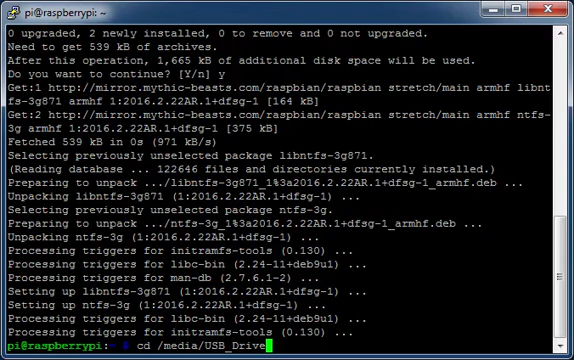 pi@raspberrypi: ~
0 upgraded, 2 newly installed, 0 to remove and 0 not upgraded.
Need to get 539 kB of archives.
After this operation, 1,665 kB of additional disk space will be used.
Do you want to continue? [Y/n] y
Get:1 http://mirror.mythic-beasts.com/raspbian/raspbian stretch/main armhf libnt
fs-3g871 armhf 1:2016.2.22AR.1+dfsg-1 [164 kB]
Get:2 http://mirror.mythic-beasts.com/raspbian/raspbian stretch/main armhf ntfs-
3g armhf 1:2016.2.22AR.1+dfsg-1 [375 kB]
Fetched 539 kB in 0s (971 kB/s)
Selecting previously unselected package libntfs-3g871.
(Reading database ... 122646 files and directories currently installed.)
Preparing to unpack .../libntfs-3g871_1%3a2016.2.22AR.1+dfsg-1_armhf.deb ...
Unpacking libntfs-3g871 (1:2016.2.22AR.1+dfsg-1) ...
Selecting previously unselected package ntfs-3g.
Preparing to unpack .../ntfs-3g_1%3a2016.2.22AR.1+dfsg-1_armhf.deb ...
Unpacking ntfs-3g (1:2016.2.22AR.1+dfsg-1) ...
Processing triggers for initramfs-tools (0.130) ...
Processing triggers for libc-bin (2.24-11+deb9u1) ...
Processing triggers for man-db (2.7.6.1-2) ...
Setting up libntfs-3g871 (1:2016.2.22AR.1+dfsg-1) ...
Setting up ntfs-3g (1:2016.2.22AR.1+dfsg-1) ...
Processing triggers for libc-bin (2.24-11+deb9u1) ...
Processing triggers for initramfs-tools (0.130) ...
pi@raspberrypi:~ $ cd /media/USB_Drive